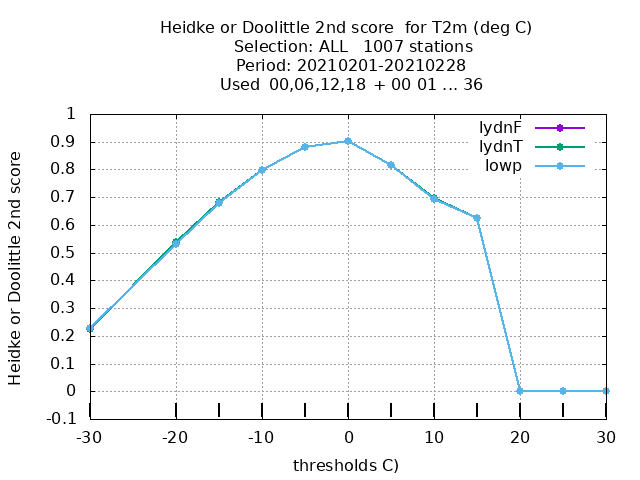 Heidke or Doolittle 2nd score  for T2m (deg C)
Selection: ALL   1007 stations
Period: 20210201-20210228
Used  00,06,12,18  + 00 01 ... 36
lydnF
lydnT
lowp
Heidke or Doolittle 2nd score
1
0.9
0.8
0.7
0.6
0.5
0.4
0.3
0.2
0.1
0
-0.1
-30 -20 -10 0 10 20 30
thresholds C)